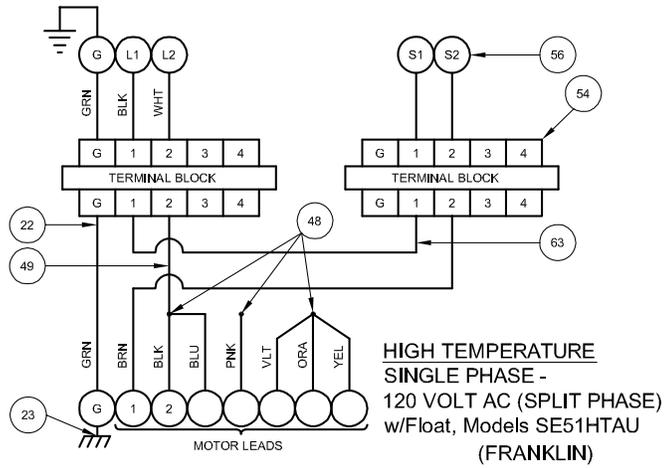 G L1 L2 S1 S2 56
GRN BLK WHT
54
G 1 2 3 4 G 1 2 3 4
TERMINAL BLOCK TERMINAL BLOCK
G 1 2 3 4 G 1 2 3 4
22 48 63
49
GRN BRN BLK BLU PNK VLT ORA YEL
HIGH TEMPERATURE
SINGLE PHASE -
120 VOLT AC (SPLIT PHASE)
w/Float, Models SE51HTAU
(FRANKLIN)
23 G 1 2
MOTOR LEADS